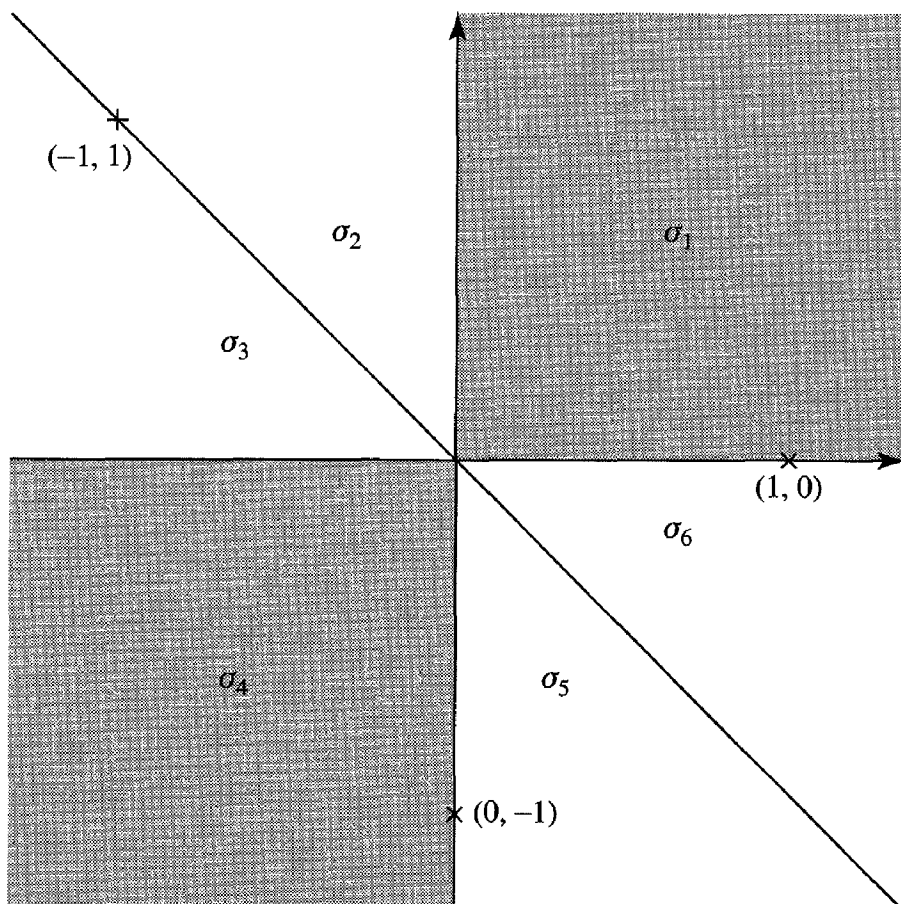 (–1, 1)
σ₂
σ₁
σ₃
(1, 0)
σ₆
σ₄
σ₅
(0, –1)